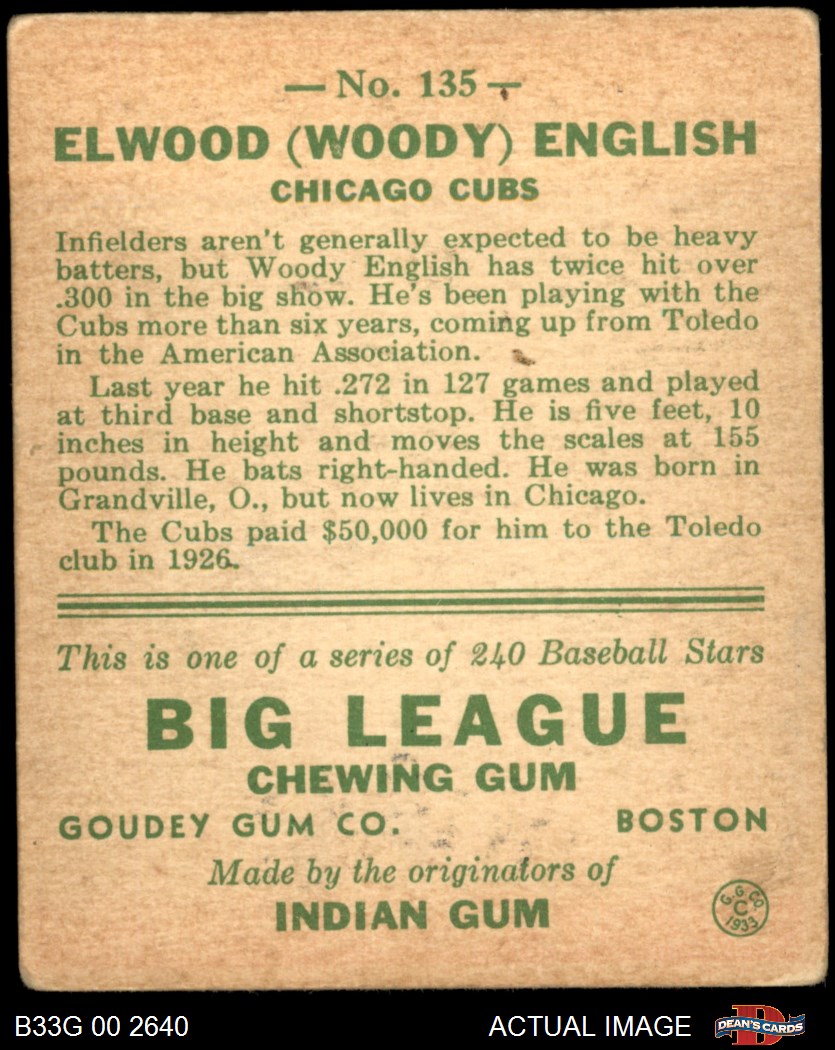 — No. 135 —
ELWOOD (WOODY) ENGLISH
CHICAGO CUBS
Infielders aren't generally expected to be heavy
batters, but Woody English has twice hit over
.300 in the big show. He's been playing with the
Cubs more than six years, coming up from Toledo
in the American Association.
Last year he hit .272 in 127 games and played
at third base and shortstop. He is five feet, 10
inches in height and moves the scales at 155
pounds. He bats right-handed. He was born in
Grandville, O., but now lives in Chicago.
The Cubs paid $50,000 for him to the Toledo
club in 1926.
This is one of a series of 240 Baseball Stars
BIG LEAGUE
CHEWING GUM
GOUDEY GUM CO. BOSTON
Made by the originators of
INDIAN GUM
G. G. CO.
C
1933
B33G 00 2640 ACTUAL IMAGE D DEAN'S CARDS